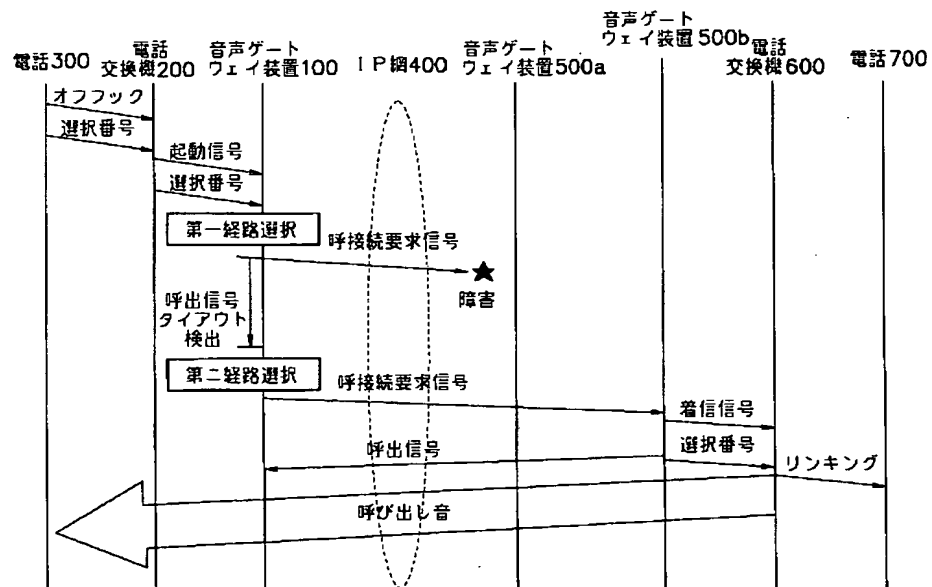 電話300
電話
交換機200
音声ゲート
ウェイ装置100
IP網400
音声ゲート
ウェイ装置500a
音声ゲート
ウェイ装置500b
電話
交換機600
電話700
オフフック
選択番号
起動信号
選択番号
第一経路選択
呼接続要求信号
★
障害
呼出信号
タイアウト
検出
第二経路選択
呼接続要求信号
着信信号
呼出信号
選択番号
リンキング
呼び出し音